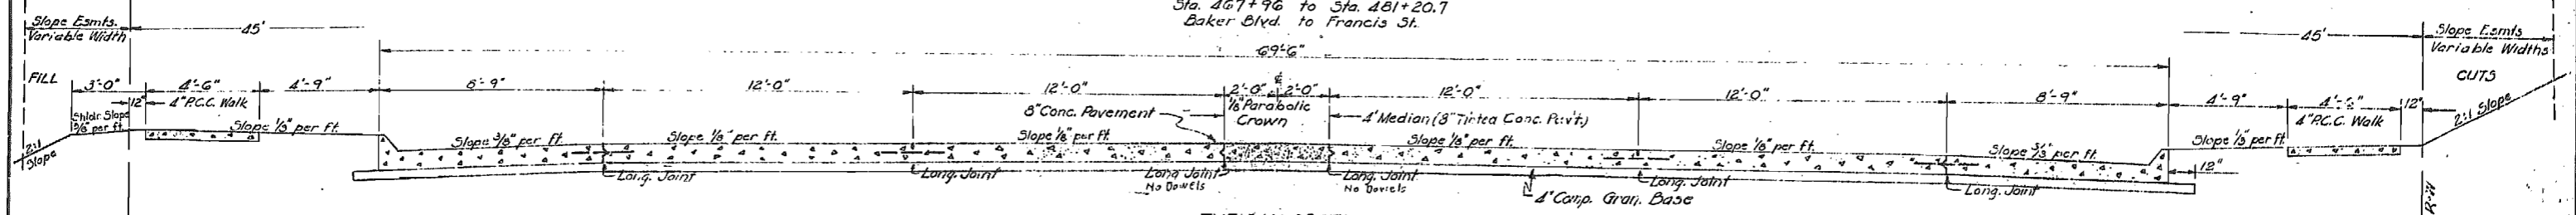 Sta. 467+96 to Sta. 481+20.7
Baker Blvd. to Francis St.
Slope Esmts.
Variable Width
45'
69'-6"
45'
Slope Esmts
Variable Widths
FILL
CUTS
3'-0"
4'-6"
4'-9"
8'-9"
12'-0"
12'-0"
2'-0"
2'-0"
12'-0"
12'-0"
8'-9"
4'-9"
4'-6"
12"
12"
4" P.C.C. Walk
8" Conc. Pavement
1/8" Parabolic
Crown
4' Median (8" Tinted Conc. Pav't.)
4" P.C.C. Walk
2:1 Slope
Shldr. Slope
3/8" per ft.
Slope 1/8" per ft.
Slope 3/8" per ft.
Slope 1/8" per ft.
Slope 1/8" per ft.
Slope 1/8" per ft.
Slope 1/8" per ft.
Slope 3/8" per ft.
Slope 1/8" per ft.
2:1
Slope
Long. Joint
Long. Joint
Long Joint
No Dowels
Long. Joint
No Dowels
Long. Joint
Long. Joint
12"
4" Comp. Gran. Base
R.W.